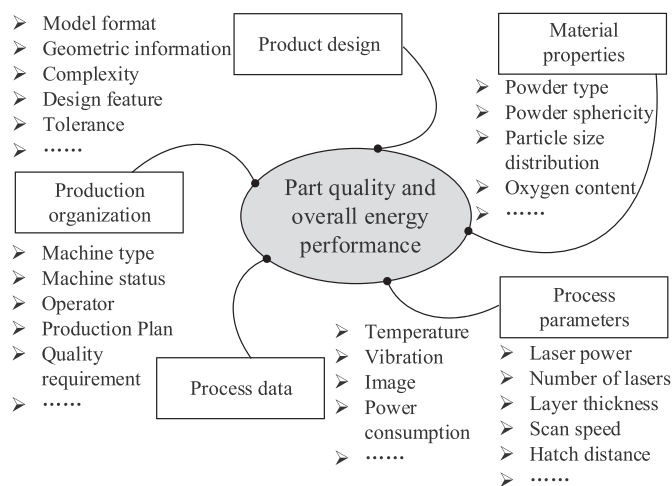 Model format
Geometric information
Complexity
Design feature
Tolerance
……
Product design
Material
properties
Powder type
Powder sphericity
Particle size
distribution
Oxygen content
……
Part quality and
overall energy
performance
Production
organization
Machine type
Machine status
Operator
Production Plan
Quality
requirement
……
Process data
Temperature
Vibration
Image
Power
consumption
……
Process
parameters
Laser power
Number of lasers
Layer thickness
Scan speed
Hatch distance
……